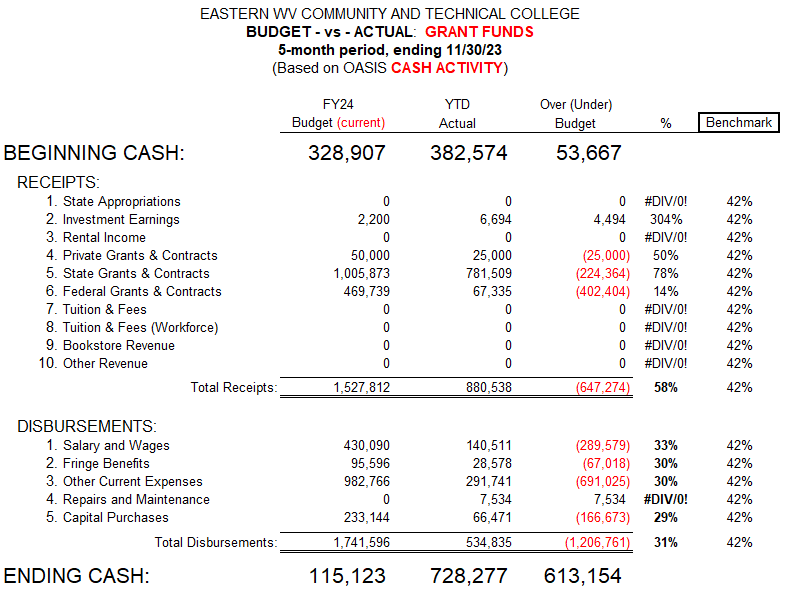 EASTERN WV COMMUNITY AND TECHNICAL COLLEGE
BUDGET - vs - ACTUAL: GRANT FUNDS
5-month period, ending 11/30/23
(Based on OASIS CASH ACTIVITY)
FY24 YTD Over (Under)
Budget (current) Actual Budget % Benchmark
BEGINNING CASH: 328,907 382,574 53,667
RECEIPTS:
1. State Appropriations 0 0 0 #DIV/0! 42%
2. Investment Earnings 2,200 6,694 4,494 304% 42%
3. Rental Income 0 0 0 #DIV/0! 42%
4. Private Grants & Contracts 50,000 25,000 (25,000) 50% 42%
5. State Grants & Contracts 1,005,873 781,509 (224,364) 78% 42%
6. Federal Grants & Contracts 469,739 67,335 (402,404) 14% 42%
7. Tuition & Fees 0 0 0 #DIV/0! 42%
8. Tuition & Fees (Workforce) 0 0 0 #DIV/0! 42%
9. Bookstore Revenue 0 0 0 #DIV/0! 42%
10. Other Revenue 0 0 0 #DIV/0! 42%
Total Receipts: 1,527,812 880,538 (647,274) 58% 42%
DISBURSEMENTS:
1. Salary and Wages 430,090 140,511 (289,579) 33% 42%
2. Fringe Benefits 95,596 28,578 (67,018) 30% 42%
3. Other Current Expenses 982,766 291,741 (691,025) 30% 42%
4. Repairs and Maintenance 0 7,534 7,534 #DIV/0! 42%
5. Capital Purchases 233,144 66,471 (166,673) 29% 42%
Total Disbursements: 1,741,596 534,835 (1,206,761) 31% 42%
ENDING CASH: 115,123 728,277 613,154